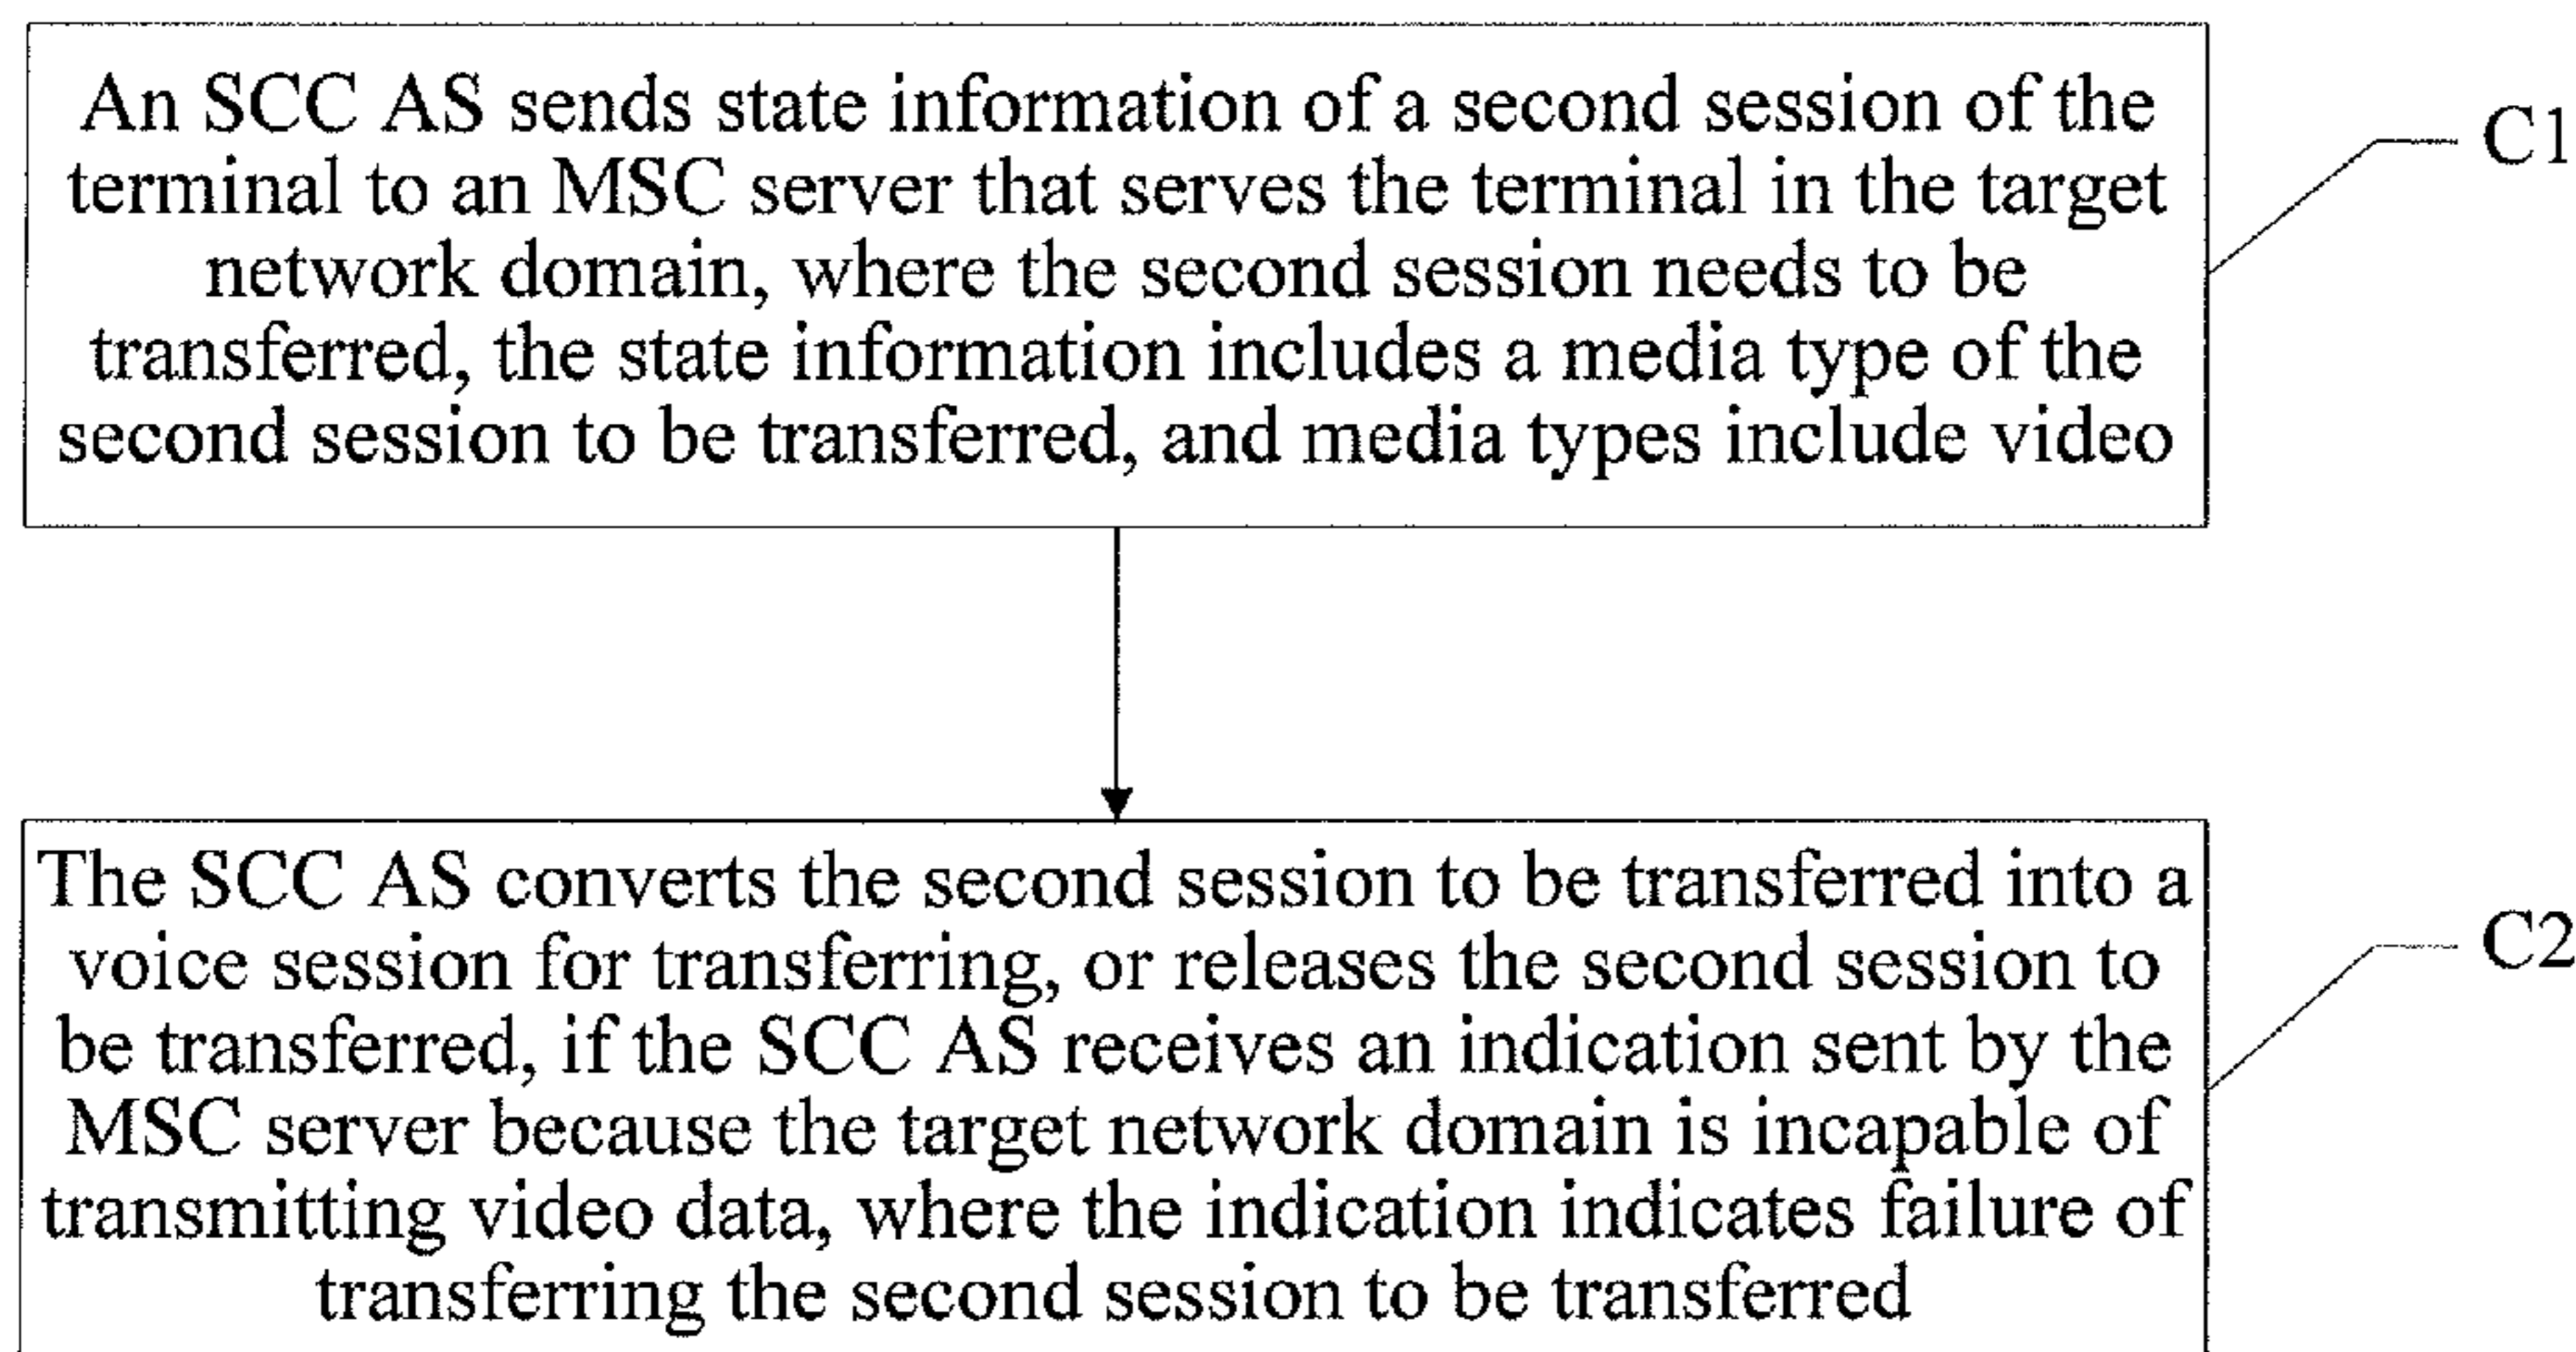 An SCC AS sends state information of a second session of the
terminal to an MSC server that serves the terminal in the target
network domain, where the second session needs to be
transferred, the state information includes a media type of the
second session to be transferred, and media types include video
C1
The SCC AS converts the second session to be transferred into a
voice session for transferring, or releases the second session to
be transferred, if the SCC AS receives an indication sent by the
MSC server because the target network domain is incapable of
transmitting video data, where the indication indicates failure of
transferring the second session to be transferred
C2